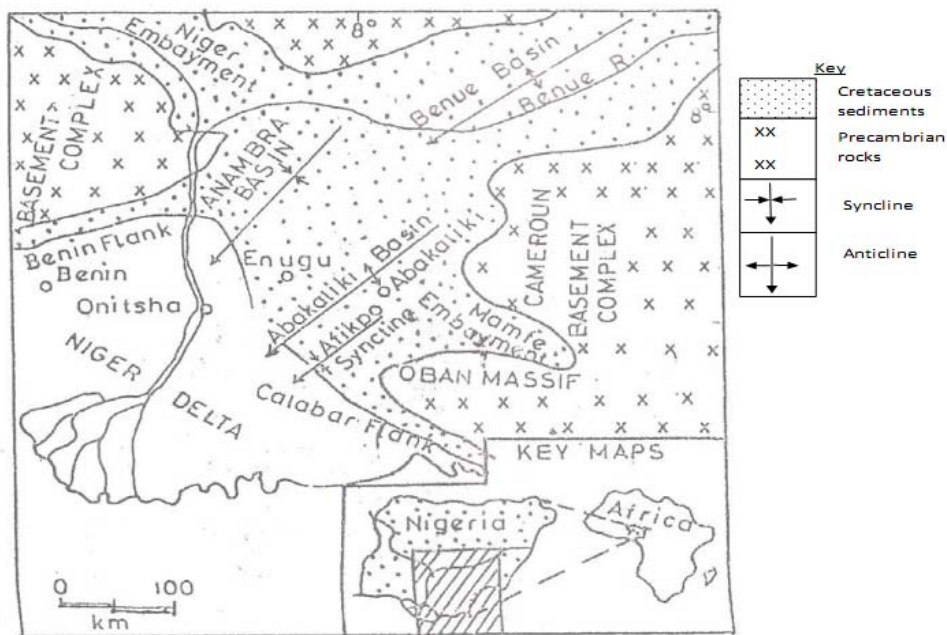 8°
Niger
Embayment
Benue Basin
Benue R.
8°
BASEMENT
COMPLEX
ANAMBRA
BASIN
Benin Flank
Benin
Enugu
Onitsha
Abakaliki Basin
Abakaliki
Afikpo
Syncline
Mamfe
Embayment
CAMEROUN
BASEMENT
COMPLEX
OBAN MASSIF
NIGER
DELTA
Calabar Flank
KEY MAPS
Nigeria
Africa
0 100
km
Key
Cretaceous
sediments
Precambrian
rocks
Syncline
Anticline